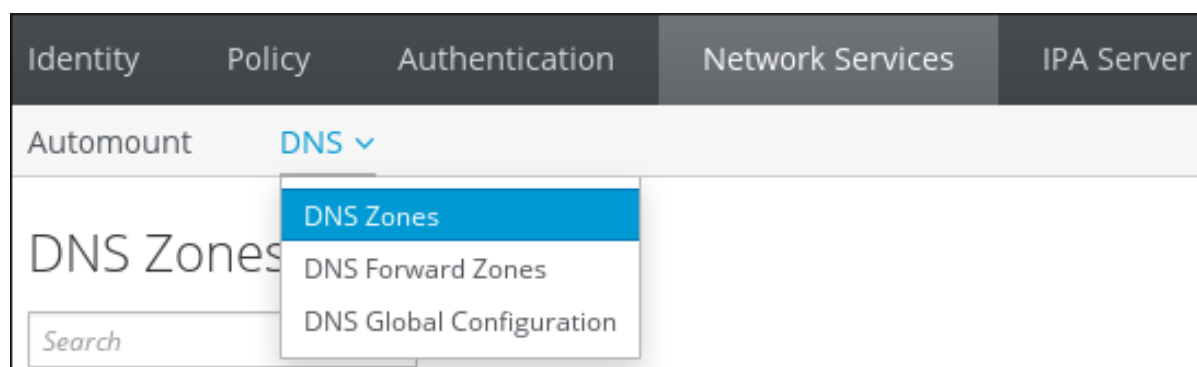 Identity Policy Authentication Network Services IPA Server
Automount DNS
DNS Zones
DNS Zones
DNS Forward Zones
DNS Global Configuration
Search